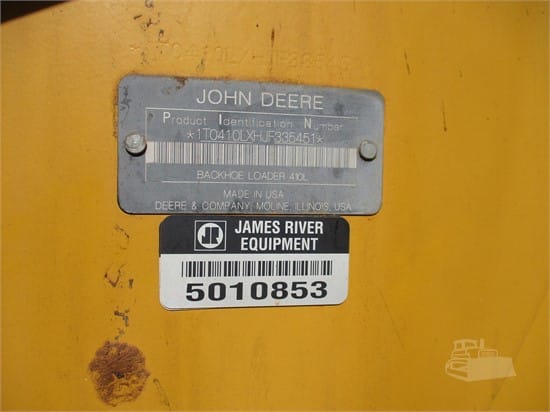 JOHN DEERE
Product Identification Number
*1T0410LXHJF335451*
BACKHOE LOADER 410L
MADE IN USA
DEERE & COMPANY, MOLINE, ILLINOIS, USA
JAMES RIVER
EQUIPMENT
5010853